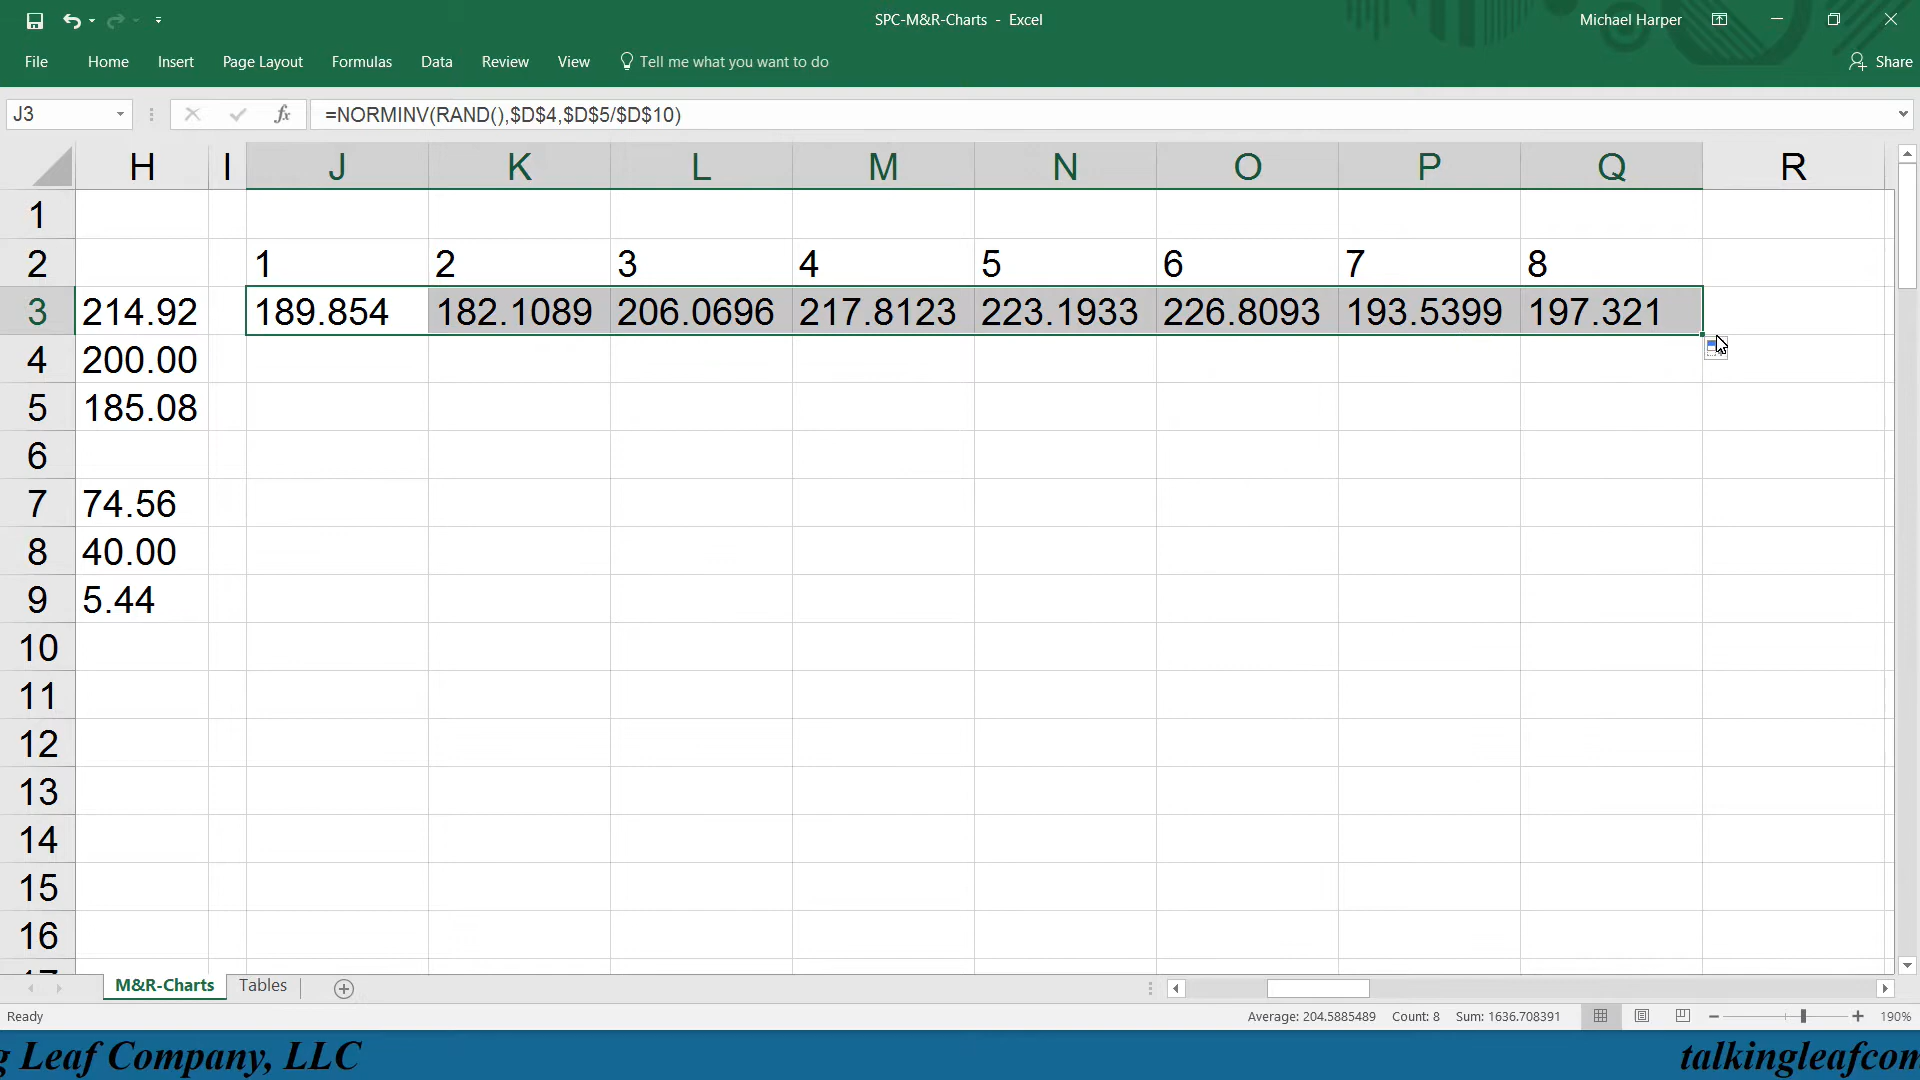 SPC-M&R-Charts - Excel
Michael Harper
File Home Insert Page Layout Formulas Data Review View Tell me what you want to do
Share
J3
fx
=NORMINV(RAND(),$D$4,$D$5/$D$10)
H I J K L M N O P Q R
1
2 1 2 3 4 5 6 7 8
3 214.92 189.854 182.1089 206.0696 217.8123 223.1933 226.8093 193.5399 197.321
4 200.00
5 185.08
6
7 74.56
8 40.00
9 5.44
10
11
12
13
14
15
16
17
M&R-Charts Tables
Ready
Average: 204.5885489 Count: 8 Sum: 1636.708391
190%
g Leaf Company, LLC
talkingleafcom